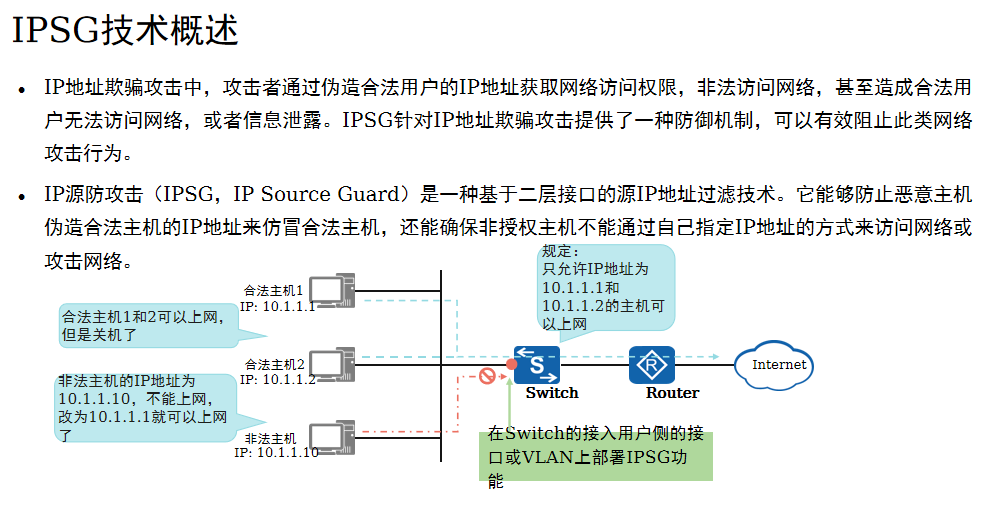 IPSG技术概述
IP地址欺骗攻击中，攻击者通过伪造合法用户的IP地址获取网络访问权限，非法访问网络，甚至造成合法用
户无法访问网络，或者信息泄露。IPSG针对IP地址欺骗攻击提供了一种防御机制，可以有效阻止此类网络
攻击行为。
IP源防攻击（IPSG，IP Source Guard）是一种基于二层接口的源IP地址过滤技术。它能够防止恶意主机
伪造合法主机的IP地址来仿冒合法主机，还能确保非授权主机不能通过自己指定IP地址的方式来访问网络或
攻击网络。
规定：
只允许IP地址为
10.1.1.1和
10.1.1.2的主机可
以上网
合法主机1
IP: 10.1.1.1
合法主机1和2可以上网，
但是关机了
合法主机2
IP: 10.1.1.2
非法主机的IP地址为
10.1.1.10，不能上网，
改为10.1.1.1就可以上网
了
非法主机
IP: 10.1.1.10
S
Switch
R
Router
Internet
在Switch的接入用户侧的接
口或VLAN上部署IPSG功
能